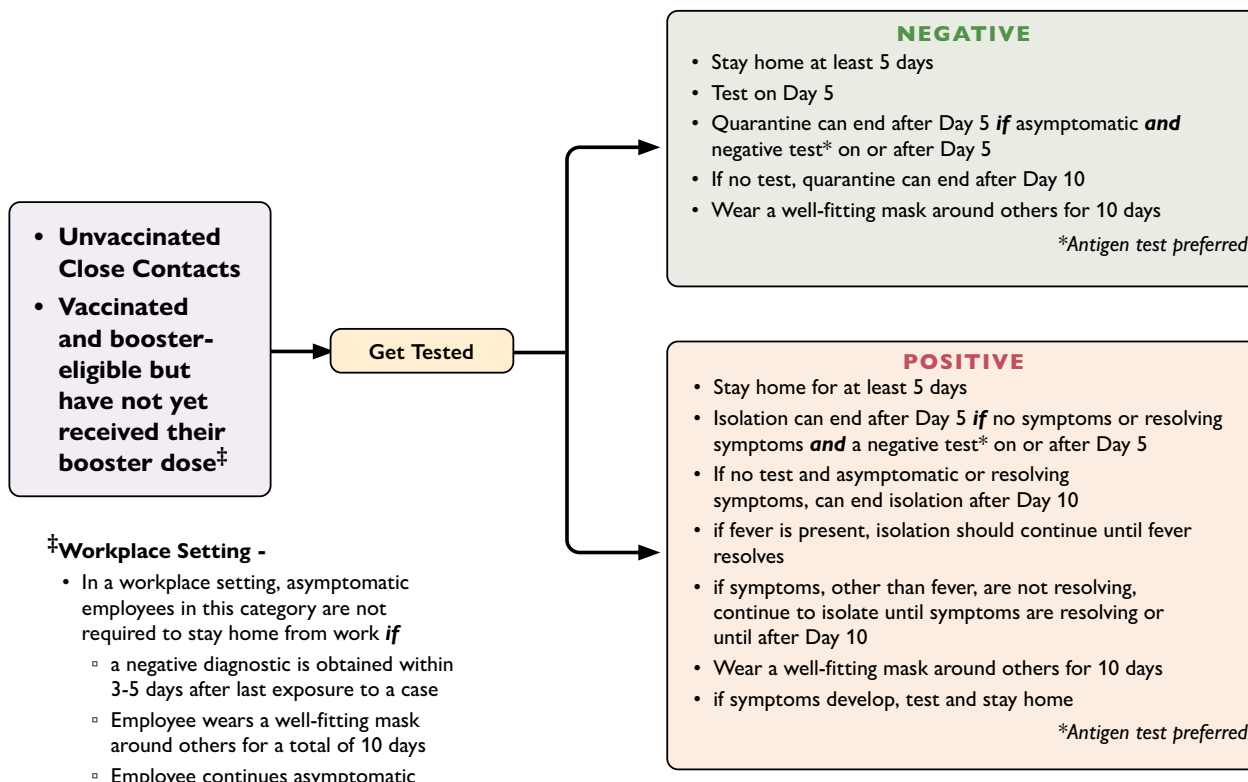 • Unvaccinated
Close Contacts
• Vaccinated
and booster-
eligible but
have not yet
received their
booster dose‡
Get Tested
NEGATIVE
• Stay home at least 5 days
• Test on Day 5
• Quarantine can end after Day 5 if asymptomatic and
negative test* on or after Day 5
• If no test, quarantine can end after Day 10
• Wear a well-fitting mask around others for 10 days
*Antigen test preferred
POSITIVE
• Stay home for at least 5 days
• Isolation can end after Day 5 if no symptoms or resolving
symptoms and a negative test* on or after Day 5
• If no test and asymptomatic or resolving
symptoms, can end isolation after Day 10
• if fever is present, isolation should continue until fever
resolves
• if symptoms, other than fever, are not resolving,
continue to isolate until symptoms are resolving or
until after Day 10
• Wear a well-fitting mask around others for 10 days
• if symptoms develop, test and stay home
*Antigen test preferred
‡Workplace Setting -
• In a workplace setting, asymptomatic
employees in this category are not
required to stay home from work if
▫ a negative diagnostic is obtained within
3-5 days after last exposure to a case
▫ Employee wears a well-fitting mask
around others for a total of 10 days
▫ Employee continues asymptomatic